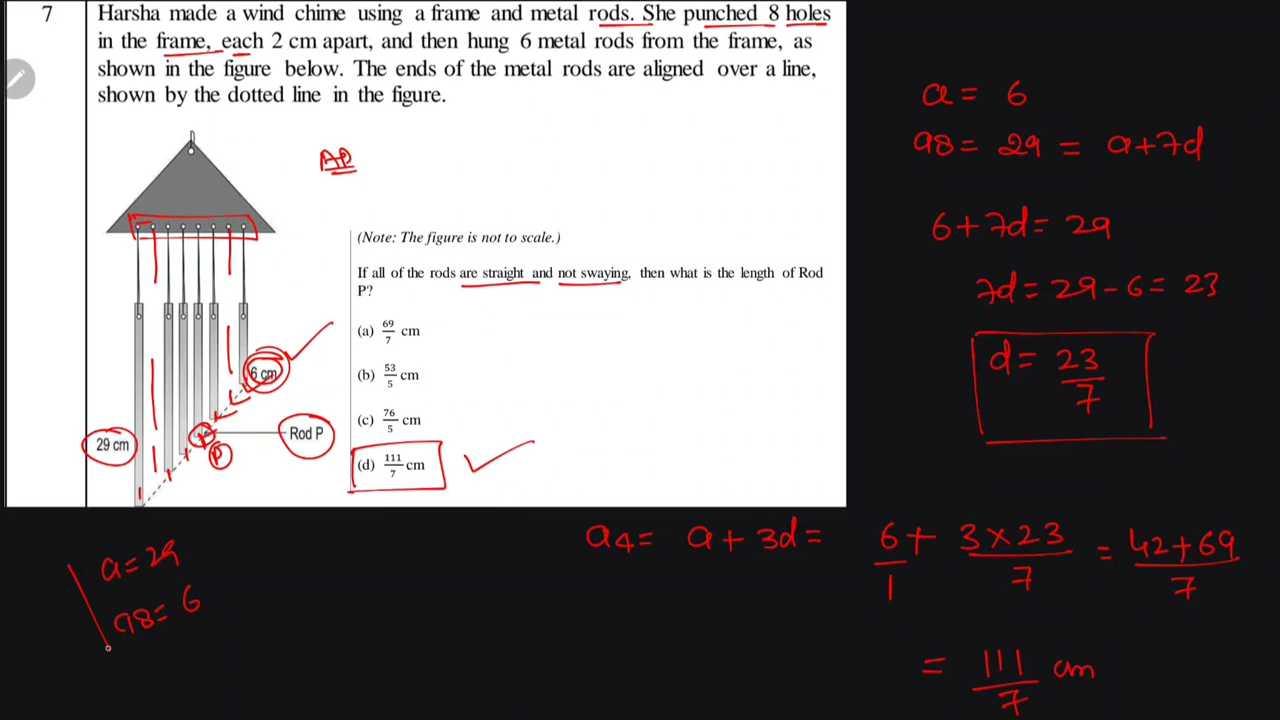 7
Harsha made a wind chime using a frame and metal rods. She punched 8 holes
in the frame, each 2 cm apart, and then hung 6 metal rods from the frame, as
shown in the figure below. The ends of the metal rods are aligned over a line,
shown by the dotted line in the figure.
AP
(Note: The figure is not to scale.)
If all of the rods are straight and not swaying, then what is the length of Rod
P?
(a) 69/7 cm
(b) 53/5 cm
(c) 76/5 cm
(d) 111/7 cm
6 cm
Rod P
P
29 cm
a = 6
a8 = 29 = a+7d
6+7d = 29
7d = 29-6 = 23
d = 23/7
a4 = a + 3d = 6/1 + 3×23/7 = 42+69/7
= 111/7 cm
a=29
a8= 6